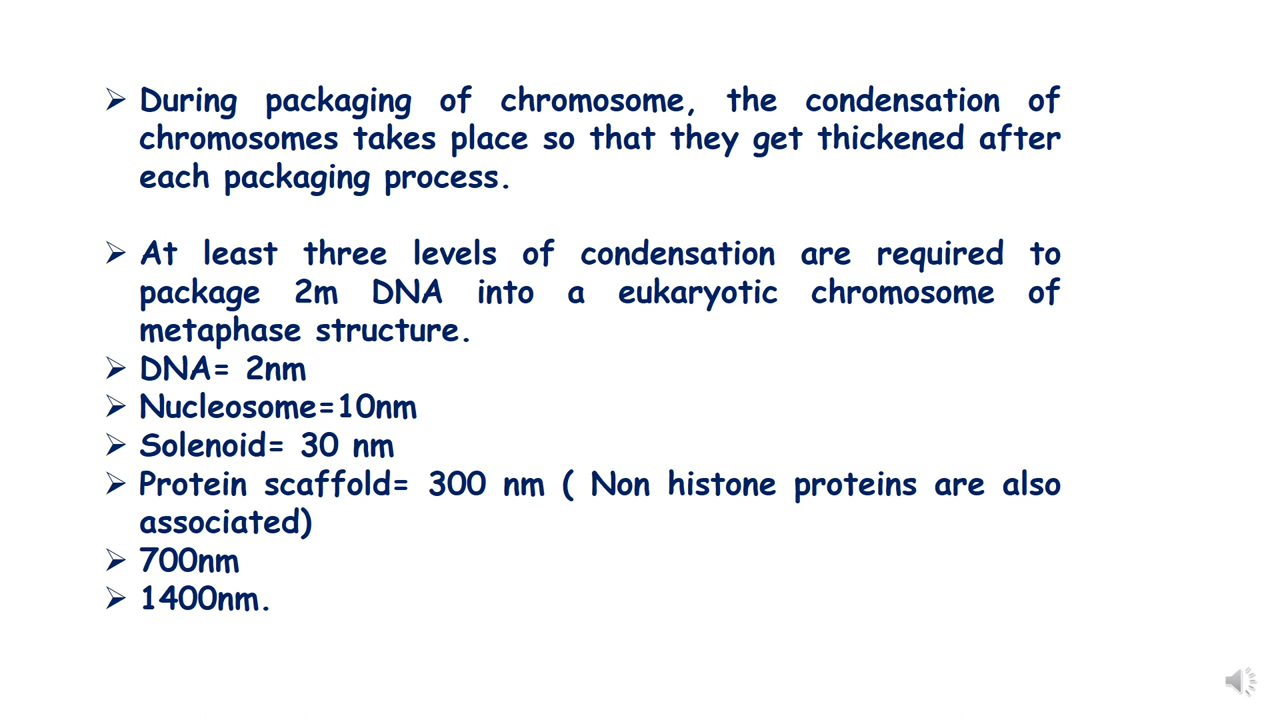 ➢ During packaging of chromosome, the condensation of
chromosomes takes place so that they get thickened after
each packaging process.
➢ At least three levels of condensation are required to
package 2m DNA into a eukaryotic chromosome of
metaphase structure.
➢ DNA= 2nm
➢ Nucleosome=10nm
➢ Solenoid= 30 nm
➢ Protein scaffold= 300 nm ( Non histone proteins are also
associated)
➢ 700nm
➢ 1400nm.